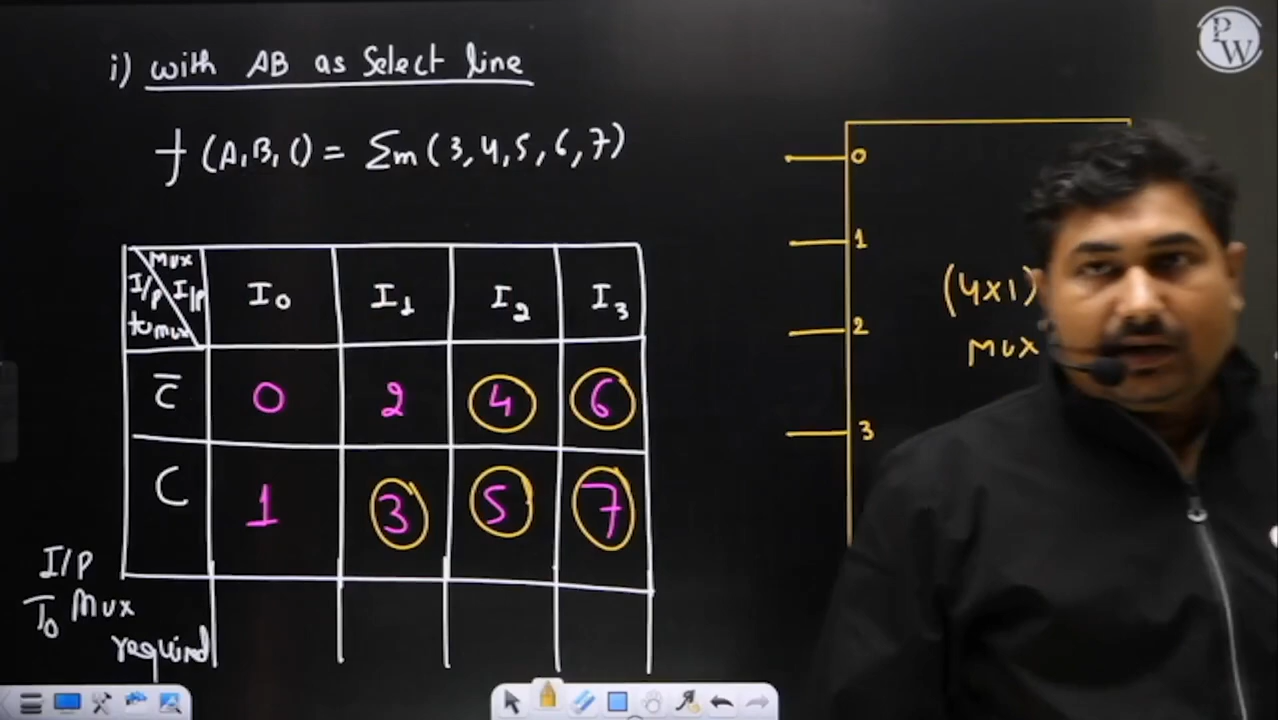 i) with AB as Select line
f (A, B, C) = Σm ( 3, 4, 5, 6, 7)
Mux I/P
I/P to mux
I0 I1 I2 I3
C̅ 0 2 4 6
C 1 3 5 7
I/P To Mux required
0
1
2
3
(4x1)
MUX
PW